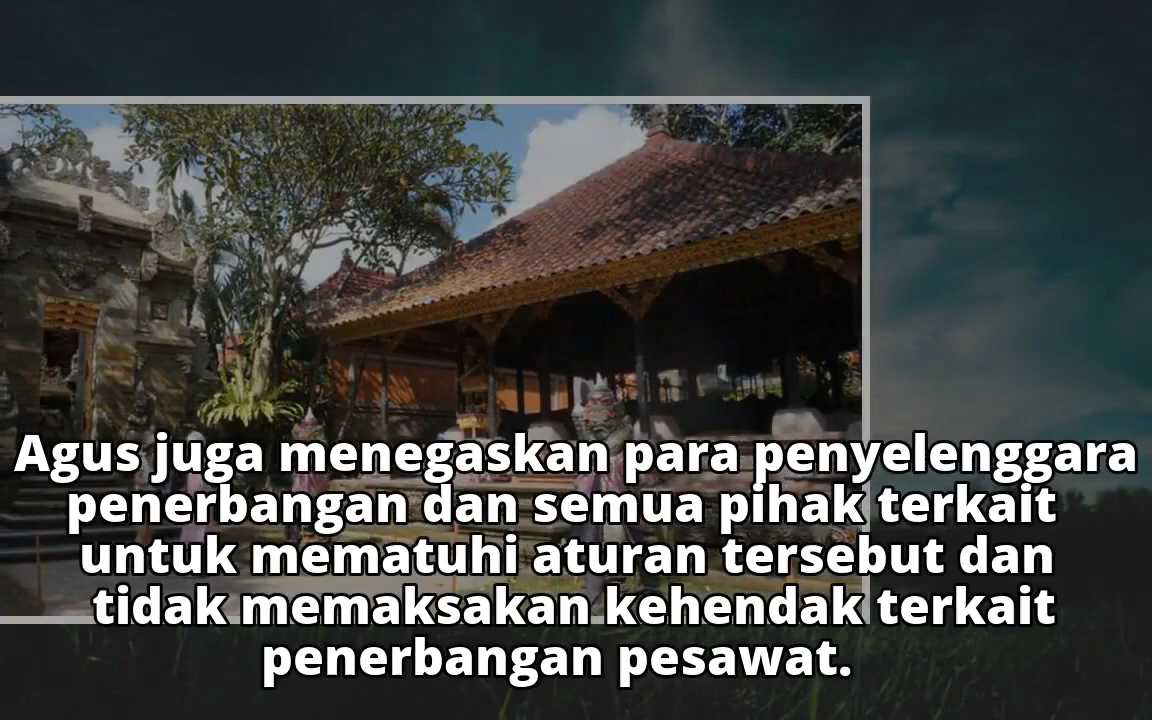 Agus juga menegaskan para penyelenggara
penerbangan dan semua pihak terkait
untuk mematuhi aturan tersebut dan
tidak memaksakan kehendak terkait
penerbangan pesawat.